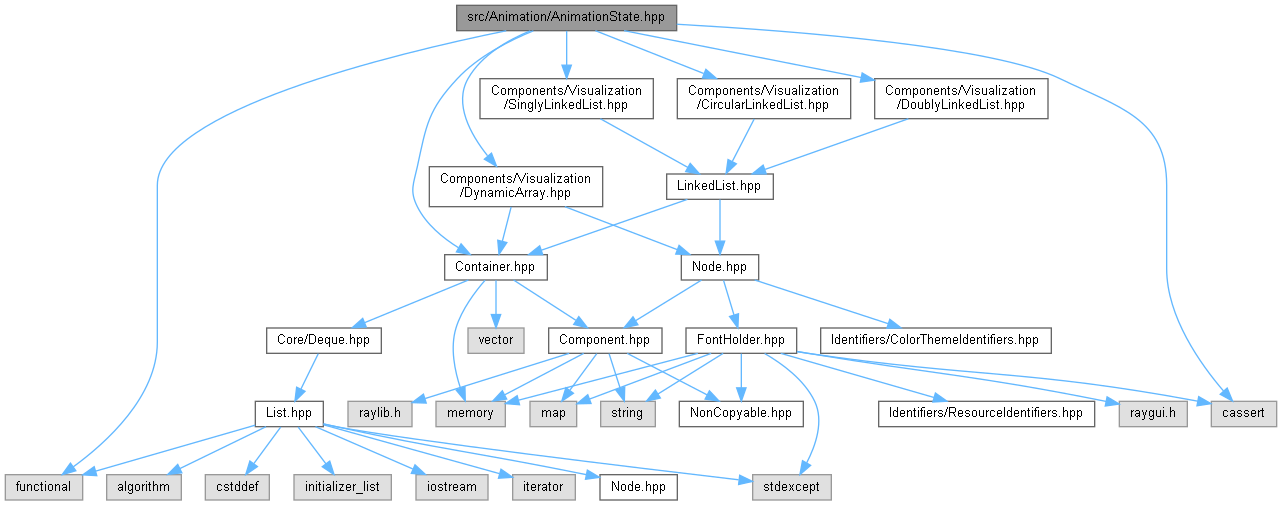 src/Animation/AnimationState.hpp
Components/Visualization
/SinglyLinkedList.hpp
Components/Visualization
/CircularLinkedList.hpp
Components/Visualization
/DoublyLinkedList.hpp
Components/Visualization
/DynamicArray.hpp
LinkedList.hpp
Container.hpp
Node.hpp
Core/Deque.hpp
vector
Component.hpp
FontHolder.hpp
Identifiers/ColorThemeIdentifiers.hpp
List.hpp
raylib.h
memory
map
string
NonCopyable.hpp
Identifiers/ResourceIdentifiers.hpp
raygui.h
cassert
functional
algorithm
cstddef
initializer_list
iostream
iterator
Node.hpp
stdexcept